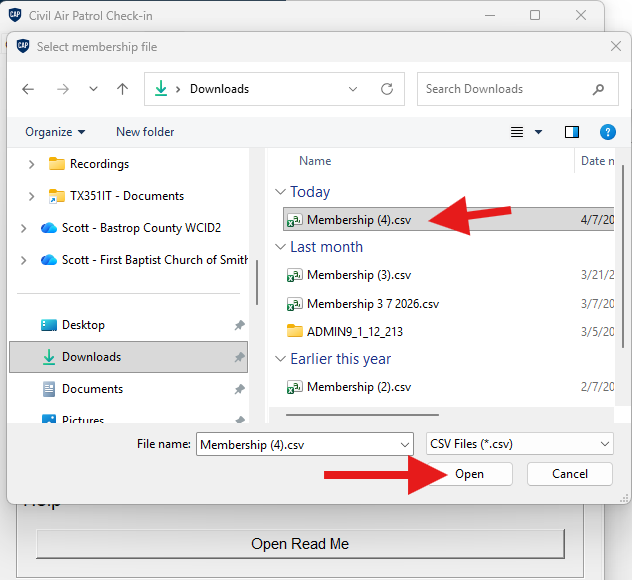 CAP Civil Air Patrol Check-in
CAP Select membership file
Downloads
Search Downloads
Organize
New folder
?
Recordings
TX351IT - Documents
Scott - Bastrop County WCID2
Scott - First Baptist Church of Smith
Desktop
Downloads
Documents
Pictures
Name
Date n
Today
Membership (4).csv 4/7/20
Last month
Membership (3).csv 3/21/2
Membership 3 7 2026.csv 3/7/20
ADMIN9_1_12_213 3/5/20
Earlier this year
Membership (2).csv 2/7/20
File name: Membership (4).csv CSV Files (*.csv)
Open Cancel
Help
Open Read Me